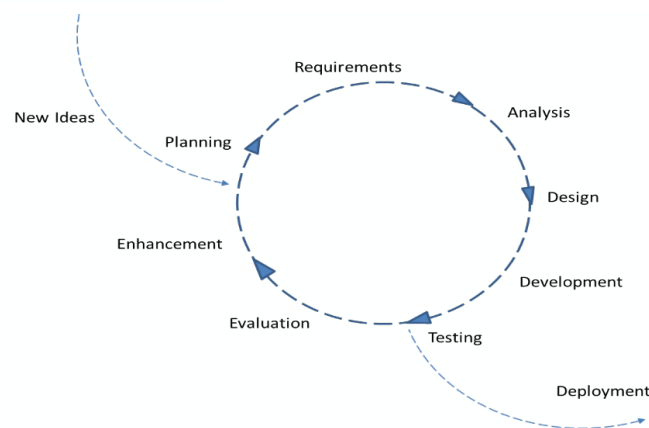 Requirements
Analysis
New Ideas
Planning
Design
Enhancement
Development
Evaluation
Testing
Deployment